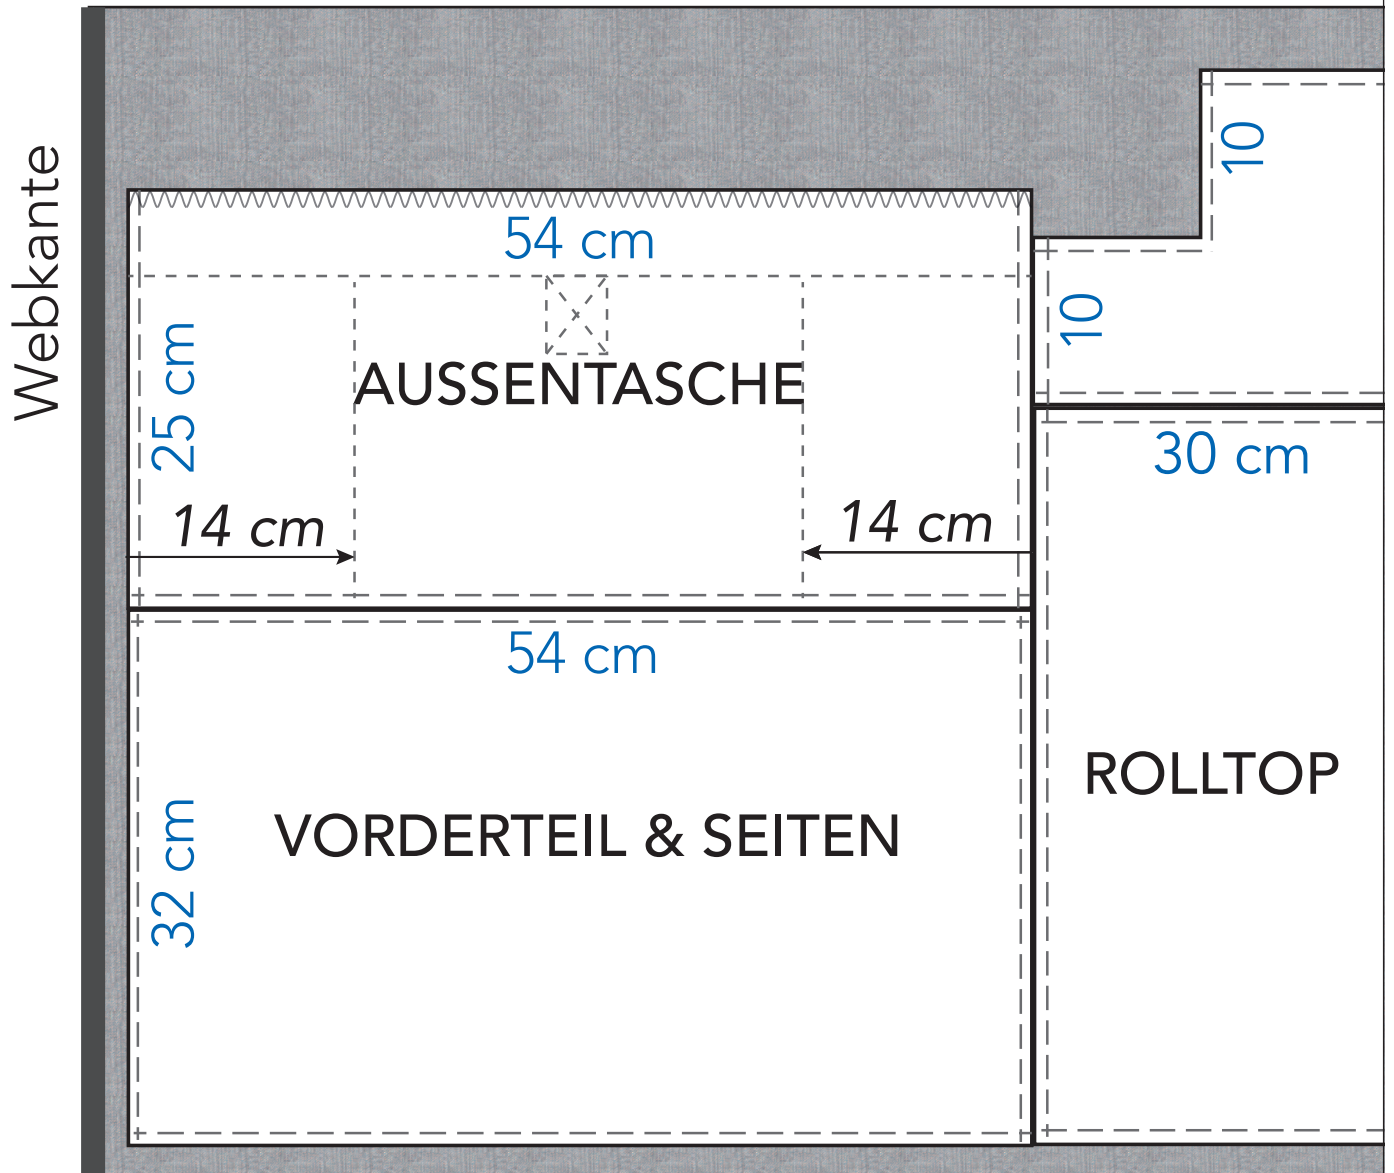 Webkante
54 cm
25 cm
AUSSENTASCHE
14 cm
14 cm
54 cm
32 cm
VORDERTEIL & SEITEN
10
10
30 cm
ROLLTOP